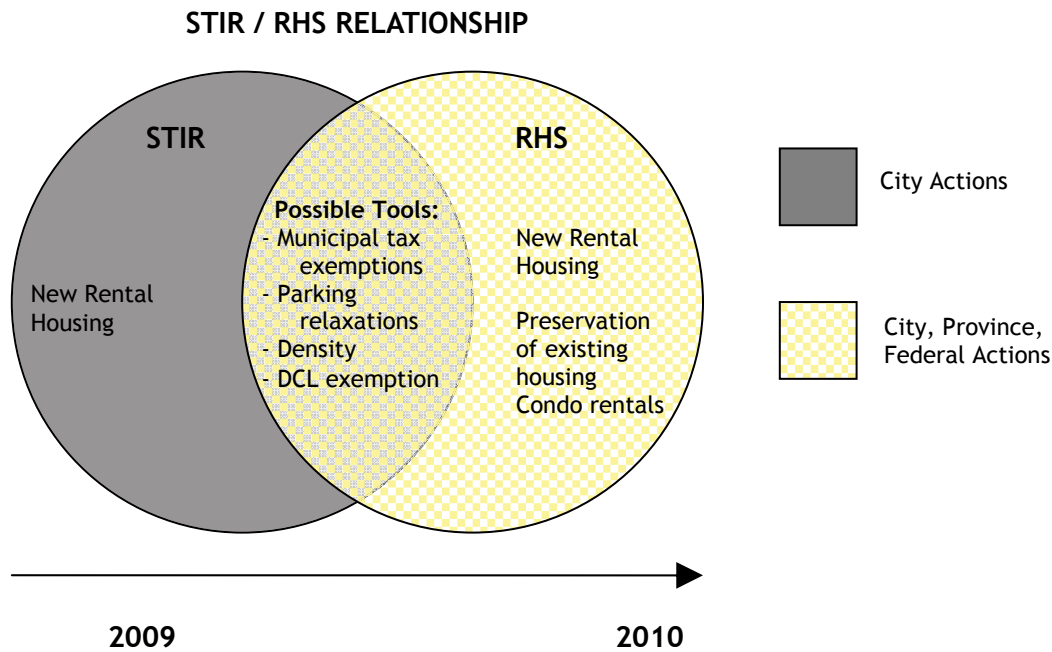 STIR / RHS RELATIONSHIP
STIR
New Rental
Housing
Possible Tools:
- Municipal tax
exemptions
- Parking
relaxations
- Density
- DCL exemption
RHS
New Rental
Housing
Preservation
of existing
housing
Condo rentals
City Actions
City, Province,
Federal Actions
2009
2010